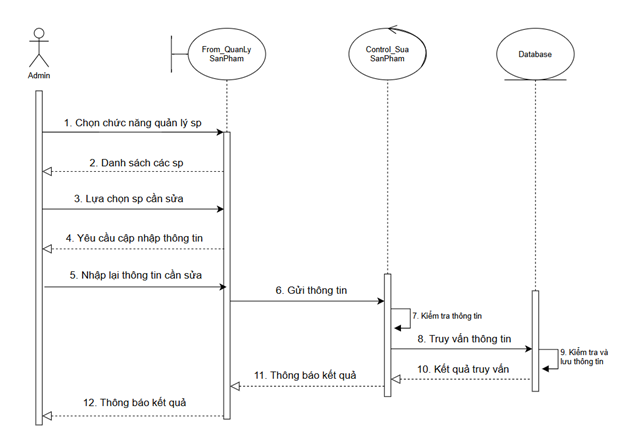 From_QuanLy
SanPham
Control_Sua
SanPham
Database
Admin
1. Chọn chức năng quản lý sp
2. Danh sách các sp
3. Lựa chọn sp cần sửa
4. Yêu cầu cập nhập thông tin
5. Nhập lại thông tin cần sửa
6. Gửi thông tin
7. Kiểm tra thông tin
8. Truy vấn thông tin
9. Kiểm tra và
lưu thông tin
10. Kết quả truy vấn
11. Thông báo kết quả
12. Thông báo kết quả